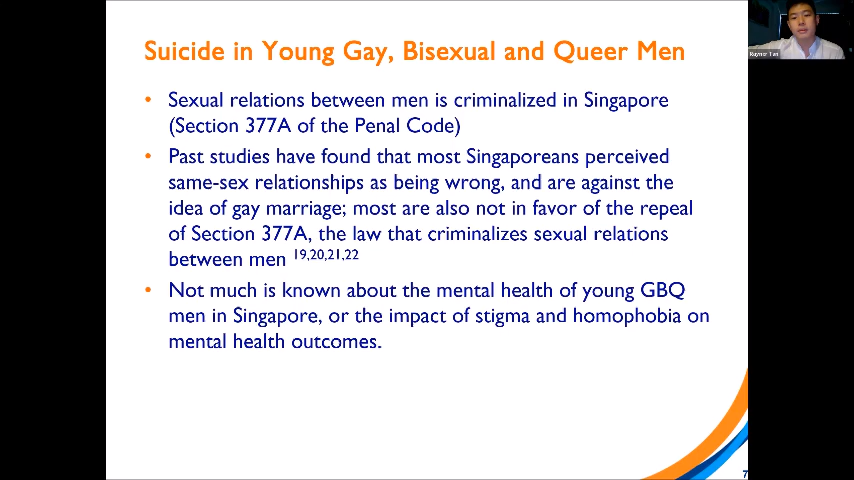 Suicide in Young Gay, Bisexual and Queer Men
• Sexual relations between men is criminalized in Singapore
(Section 377A of the Penal Code)
• Past studies have found that most Singaporeans perceived
same-sex relationships as being wrong, and are against the
idea of gay marriage; most are also not in favor of the repeal
of Section 377A, the law that criminalizes sexual relations
between men 19,20,21,22
• Not much is known about the mental health of young GBQ
men in Singapore, or the impact of stigma and homophobia on
mental health outcomes.
Rayner Tan
7